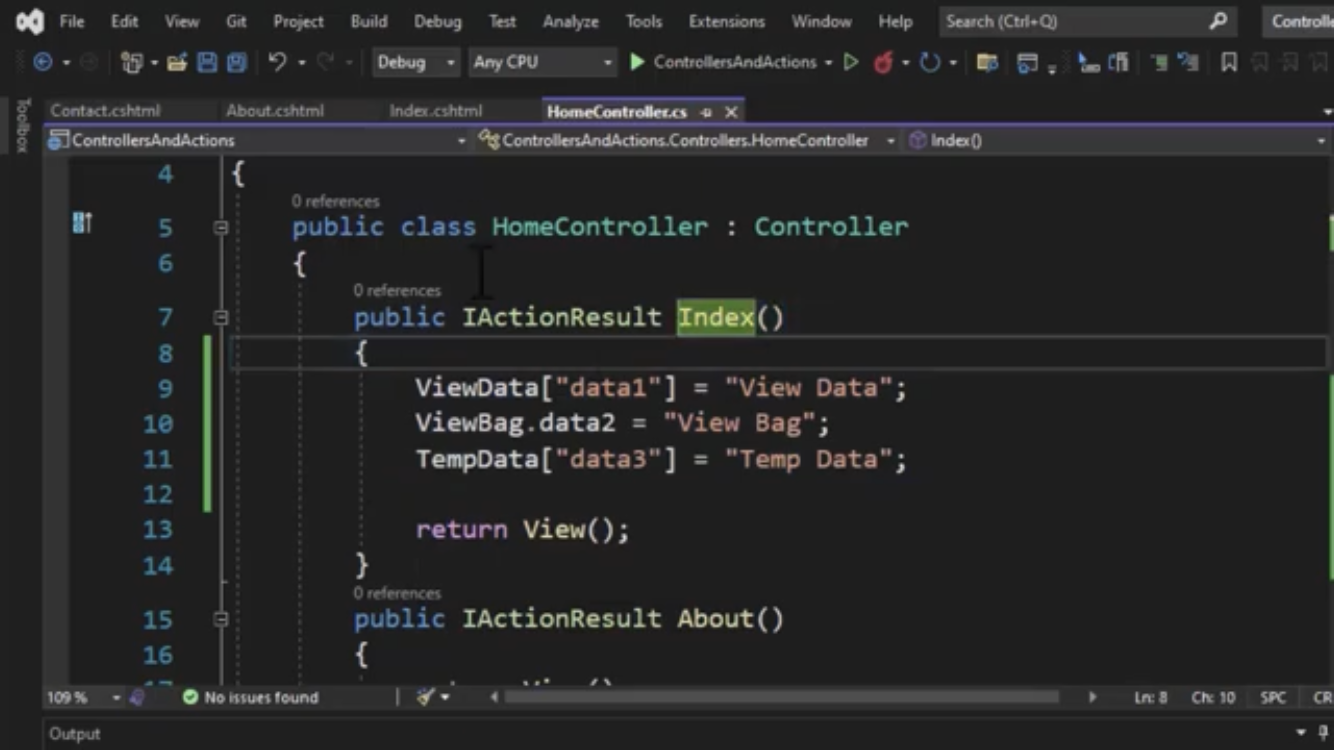 File Edit View Git Project Build Debug Test Analyze Tools Extensions Window Help Search (Ctrl+Q)
Debug Any CPU ControllersAndActions
Toolbox
Contact.cshtml About.cshtml Index.cshtml HomeController.cs
ControllersAndActions ControllersAndActions.Controllers.HomeController Index()
4 {
0 references
5 public class HomeController : Controller
6 {
0 references
7 public IActionResult Index()
8 {
9 ViewData["data1"] = "View Data";
10 ViewBag.data2 = "View Bag";
11 TempData["data3"] = "Temp Data";
12
13 return View();
14 }
0 references
15 public IActionResult About()
16 {
109 % No issues found Ln: 8 Ch: 10 SPC
Output